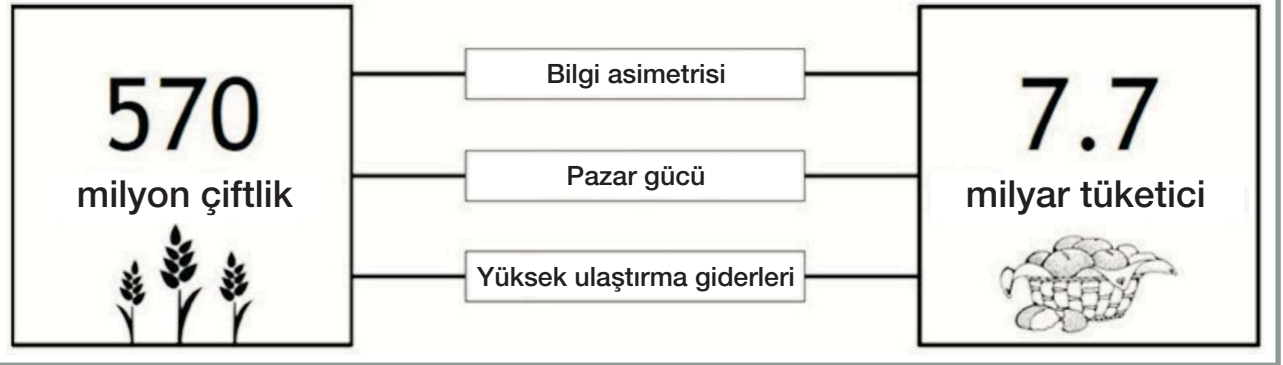 570
milyon çiftlik
Bilgi asimetrisi
Pazar gücü
Yüksek ulaştırma giderleri
7.7
milyar tüketici